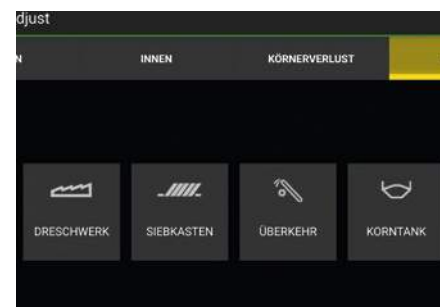 djust
N
INNEN
KÖRNERVERLUST
DRESCHWERK
SIEBKASTEN
ÜBERKEHR
KORNTANK